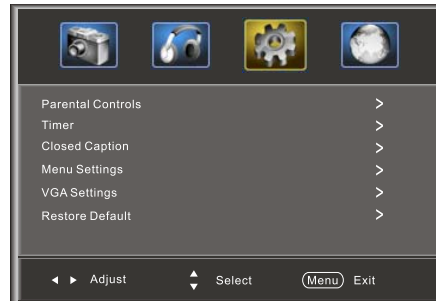 Parental Controls >
Timer >
Closed Caption >
Menu Settings >
VGA Settings >
Restore Default >
◄ ► Adjust ▲▼ Select Menu Exit